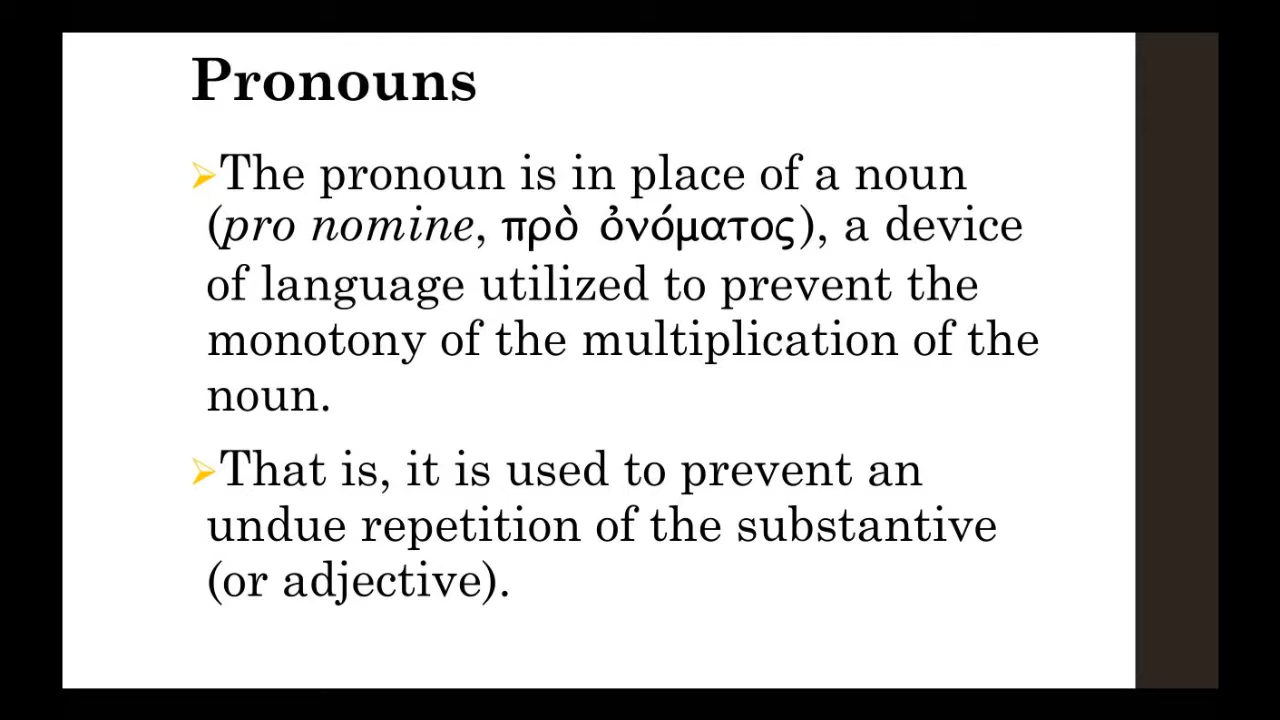 Pronouns
The pronoun is in place of a noun
(pro nomine, πρὸ ὀνόματος), a device
of language utilized to prevent the
monotony of the multiplication of the
noun.
That is, it is used to prevent an
undue repetition of the substantive
(or adjective).